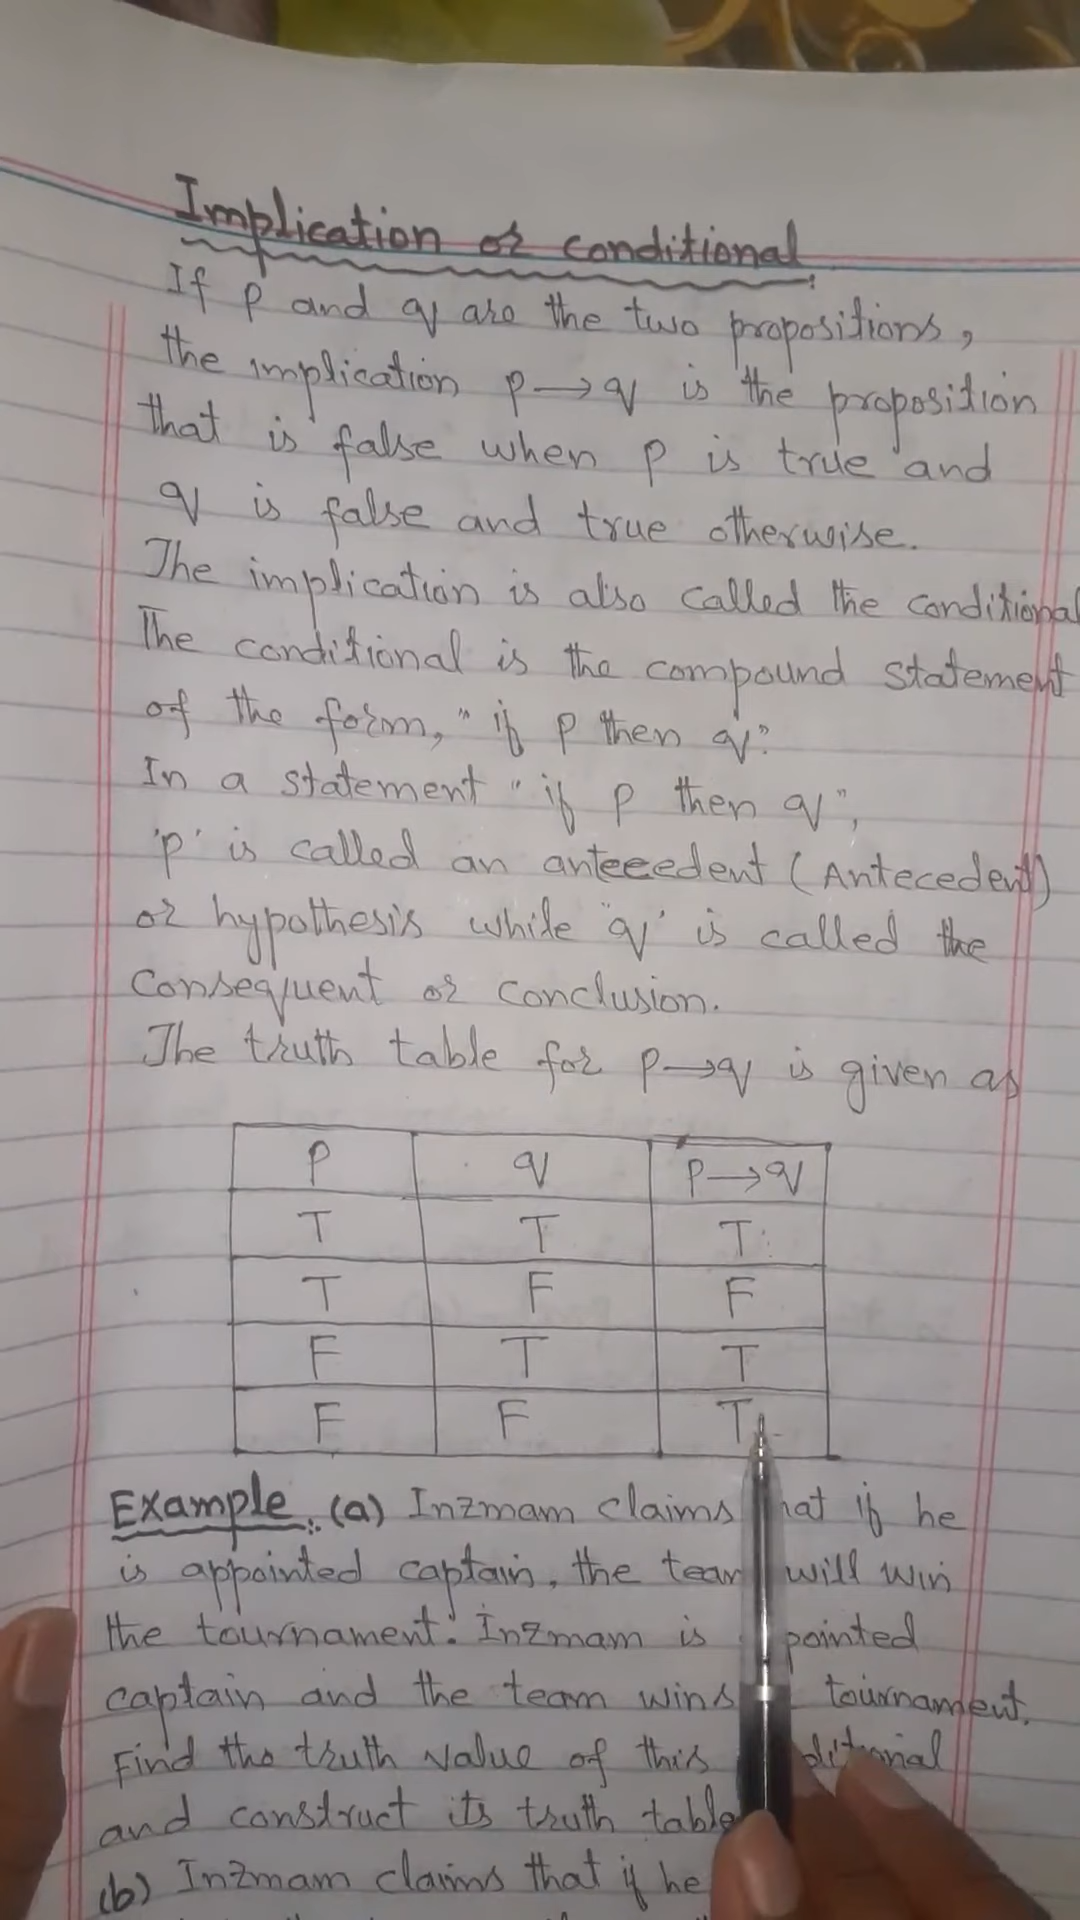 Implication or conditional
If p and q are the two propositions,
the implication p→q is the proposition
that is false when p is true and
q is false and true otherwise.
The implication is also called the conditional
The conditional is the compound statement
of the form, "if p then q".
In a statement "if p then q",
'p' is called an anteeedent (Antecedent)
or hypothesis while 'q' is called the
Consequent or conclusion.
The truth table for p→q is given as
P q P→q
T T T
T F F
F T T
F F T
Example. (a) Inzmam claims hat if he
is appointed captain, the tea will win
the tournament. Inzmam is pointed
captain and the team wins tournament.
Find the truth value of this ditional
and construct its truth table
(b) Inzmam claims that if he